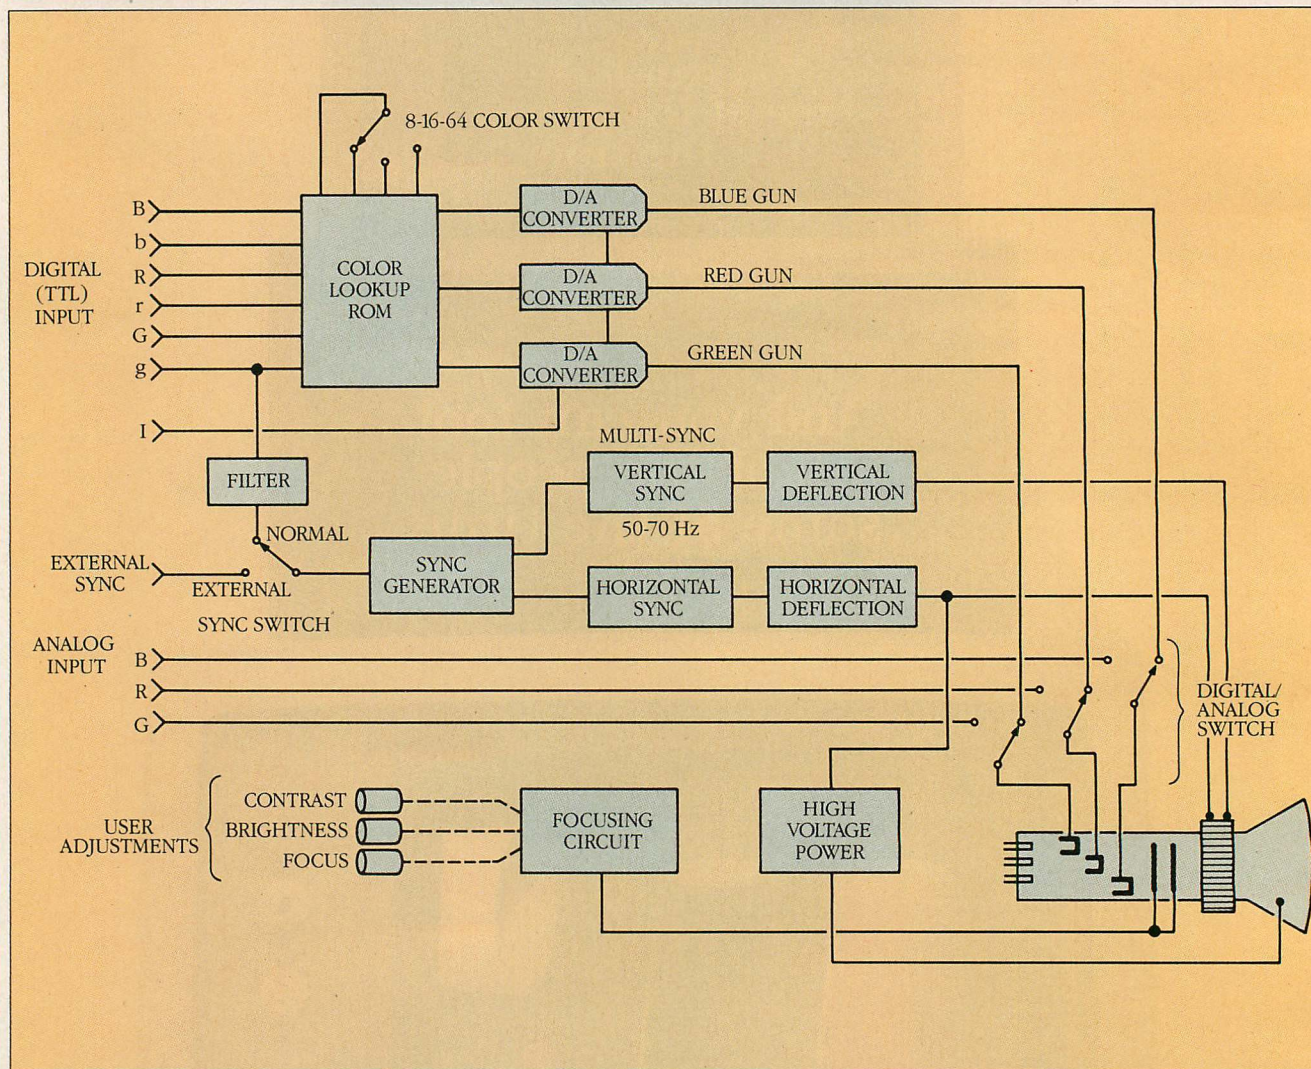 8-16-64 COLOR SWITCH
DIGITAL
(TTL)
INPUT
B
b
R
r
G
g
I
COLOR
LOOKUP
ROM
D/A
CONVERTER
BLUE GUN
D/A
CONVERTER
RED GUN
D/A
CONVERTER
GREEN GUN
FILTER
NORMAL
EXTERNAL
SYNC
EXTERNAL
SYNC SWITCH
SYNC
GENERATOR
MULTI-SYNC
VERTICAL
SYNC
50-70 Hz
VERTICAL
DEFLECTION
HORIZONTAL
SYNC
HORIZONTAL
DEFLECTION
ANALOG
INPUT
B
R
G
DIGITAL/
ANALOG
SWITCH
USER
ADJUSTMENTS
CONTRAST
BRIGHTNESS
FOCUS
FOCUSING
CIRCUIT
HIGH
VOLTAGE
POWER